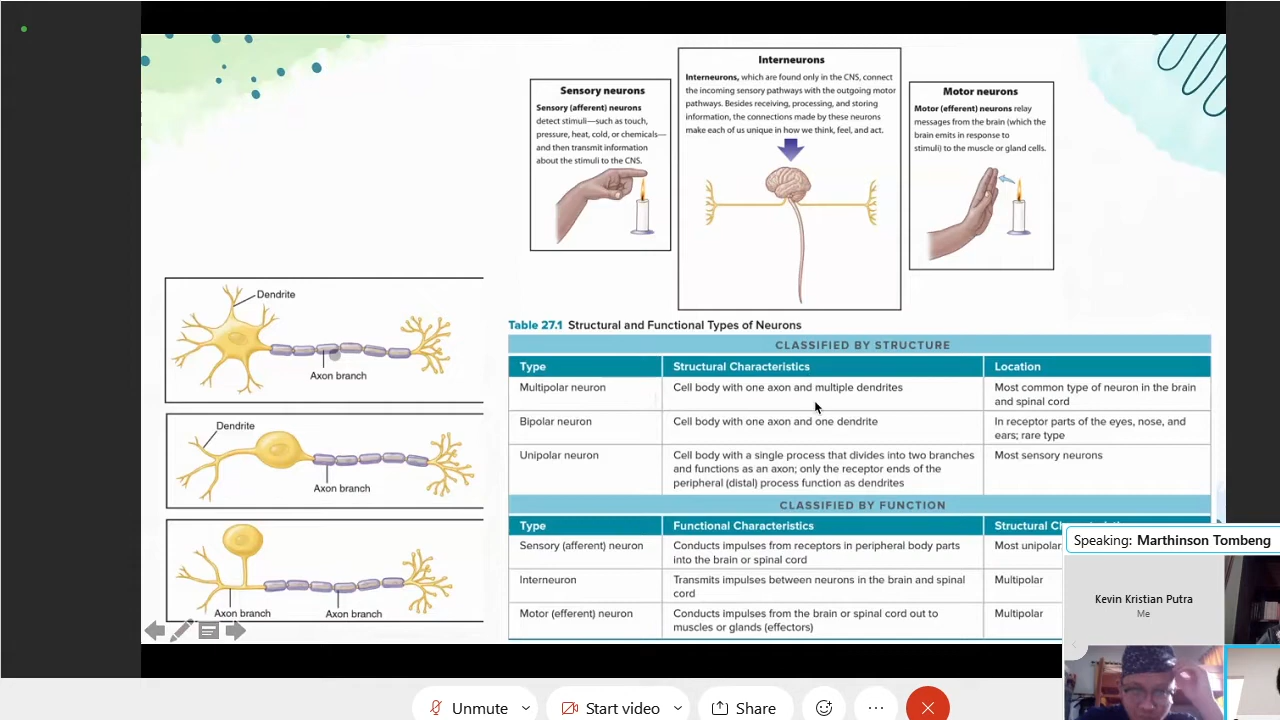 Sensory neurons
Sensory (afferent) neurons
detect stimuli—such as touch,
pressure, heat, cold, or chemicals—
and then transmit information
about the stimuli to the CNS.
Interneurons
Interneurons, which are found only in the CNS, connect
the incoming sensory pathways with the outgoing motor
pathways. Besides receiving, processing, and storing
information, the connections made by these neurons
make each of us unique in how we think, feel, and act.
Motor neurons
Motor (efferent) neurons relay
messages from the brain (which the
brain emits in response to
stimuli) to the muscle or gland cells.
Dendrite
Axon branch
Dendrite
Axon branch
Axon branch
Axon branch
Table 27.1 Structural and Functional Types of Neurons
CLASSIFIED BY STRUCTURE
Type Structural Characteristics Location
Multipolar neuron Cell body with one axon and multiple dendrites Most common type of neuron in the brain
and spinal cord
Bipolar neuron Cell body with one axon and one dendrite In receptor parts of the eyes, nose, and
ears; rare type
Unipolar neuron Cell body with a single process that divides into two branches Most sensory neurons
and functions as an axon; only the receptor ends of the
peripheral (distal) process function as dendrites
CLASSIFIED BY FUNCTION
Type Functional Characteristics Structural
Sensory (afferent) neuron Conducts impulses from receptors in peripheral body parts Most unipolar
into the brain or spinal cord
Interneuron Transmits impulses between neurons in the brain and spinal Multipolar
cord
Motor (efferent) neuron Conducts impulses from the brain or spinal cord out to Multipolar
muscles or glands (effectors)
Speaking: Marthinson Tombeng
Kevin Kristian Putra
Me
Unmute
Start video
Share